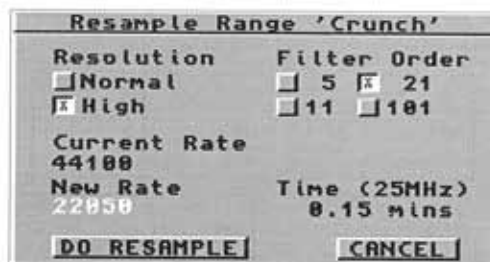 Resample Range 'Crunch'
Resolution
Normal
High
Filter Order
5
21
11
101
Current Rate
44100
New Rate
22050
Time (25MHz)
0.15 mins
DO RESAMPLE
CANCEL